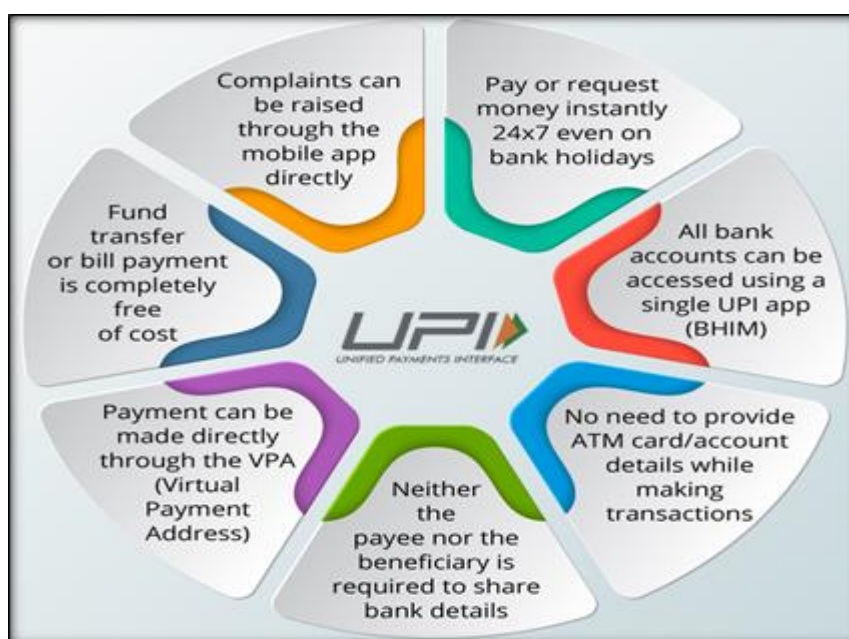 Complaints can
be raised
through the
mobile app
directly
Pay or request
money instantly
24x7 even on
bank holidays
All bank
accounts can be
accessed using a
single UPI app
(BHIM)
No need to provide
ATM card/account
details while
making
transactions
Neither
the
payee nor the
beneficiary is
required to share
bank details
Payment can be
made directly
through the VPA
(Virtual
Payment
Address)
Fund
transfer
or bill payment
is completely
free
of cost
UPI
UNIFIED PAYMENTS INTERFACE